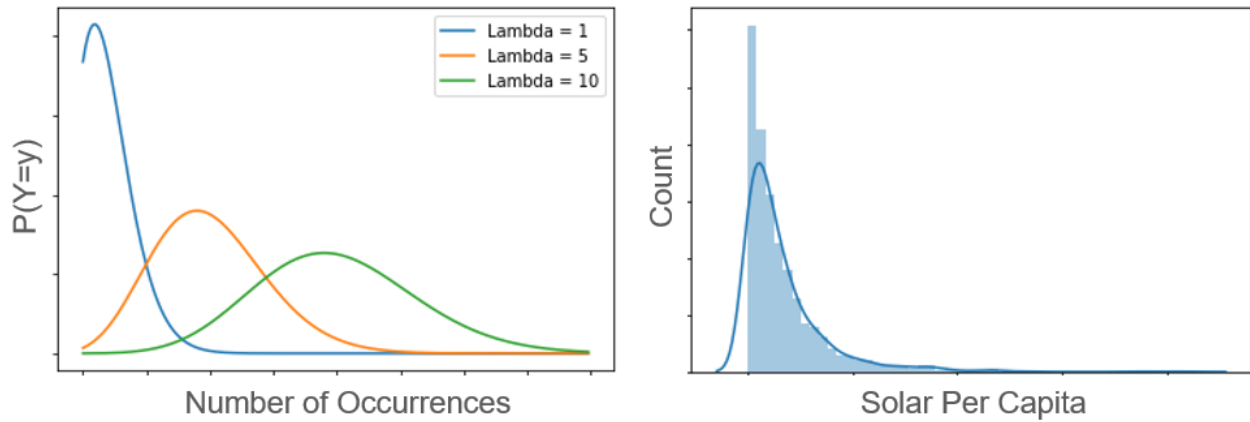 P(Y=y)
Lambda = 1
Lambda = 5
Lambda = 10
Number of Occurrences
Count
Solar Per Capita